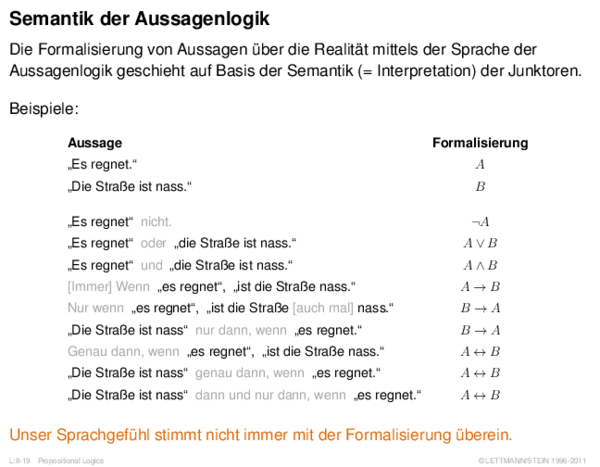 Semantik der Aussagenlogik
Die Formalisierung von Aussagen über die Realität mittels der Sprache der
Aussagenlogik geschieht auf Basis der Semantik (= Interpretation) der Junktoren.
Beispiele:
Aussage Formalisierung
„Es regnet.“ A
„Die Straße ist nass.“ B
„Es regnet“ nicht. ¬A
„Es regnet“ oder „die Straße ist nass.“ A ∨ B
„Es regnet“ und „die Straße ist nass.“ A ∧ B
[Immer] Wenn „es regnet“, „ist die Straße nass.“ A → B
Nur wenn „es regnet“, „ist die Straße [auch mal] nass.“ B → A
„Die Straße ist nass“ nur dann, wenn „es regnet.“ B → A
Genau dann, wenn „es regnet“, „ist die Straße nass.“ A ↔ B
„Die Straße ist nass“ genau dann, wenn „es regnet.“ A ↔ B
„Die Straße ist nass“ dann und nur dann, wenn „es regnet.“ A ↔ B
Unser Sprachgefühl stimmt nicht immer mit der Formalisierung überein.
L:II-19 Propositional Logics ©LETTMANN/STEIN 1996-2011